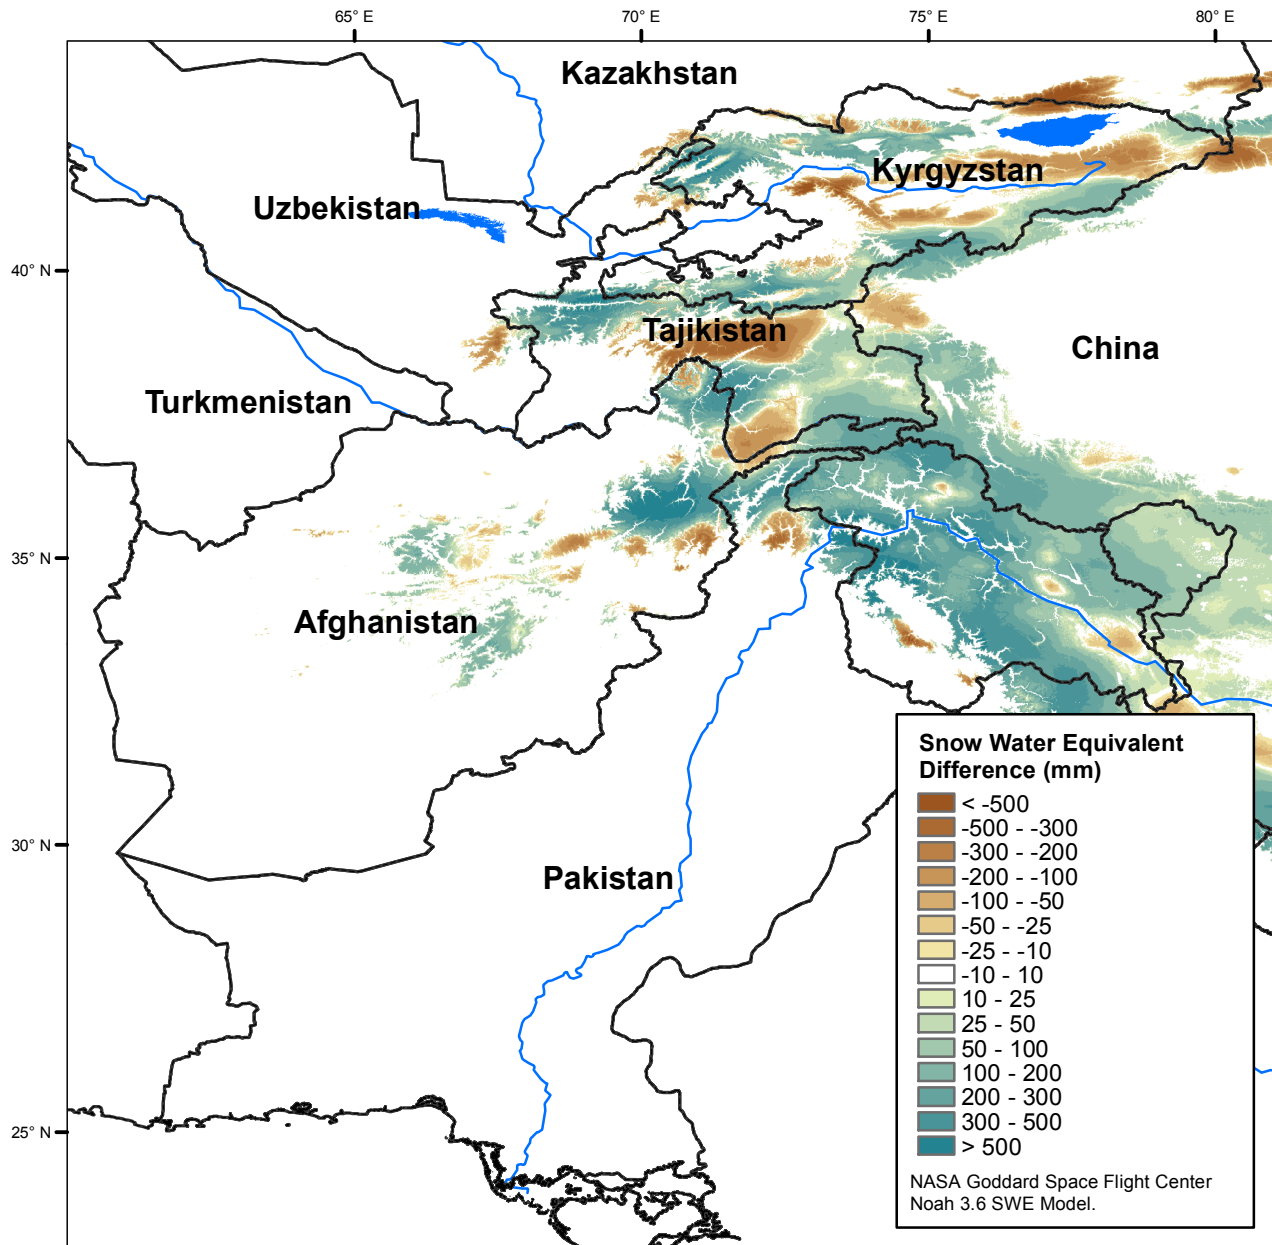 65° E
70° E
75° E
80° E
Kazakhstan
Kyrgyzstan
Uzbekistan
40° N
Tajikistan
China
Turkmenistan
35° N
Afghanistan
30° N
Pakistan
25° N
Snow Water Equivalent
Difference (mm)
< -500
-500 - -300
-300 - -200
-200 - -100
-100 - -50
-50 - -25
-25 - -10
-10 - 10
10 - 25
25 - 50
50 - 100
100 - 200
200 - 300
300 - 500
> 500
NASA Goddard Space Flight Center
Noah 3.6 SWE Model.